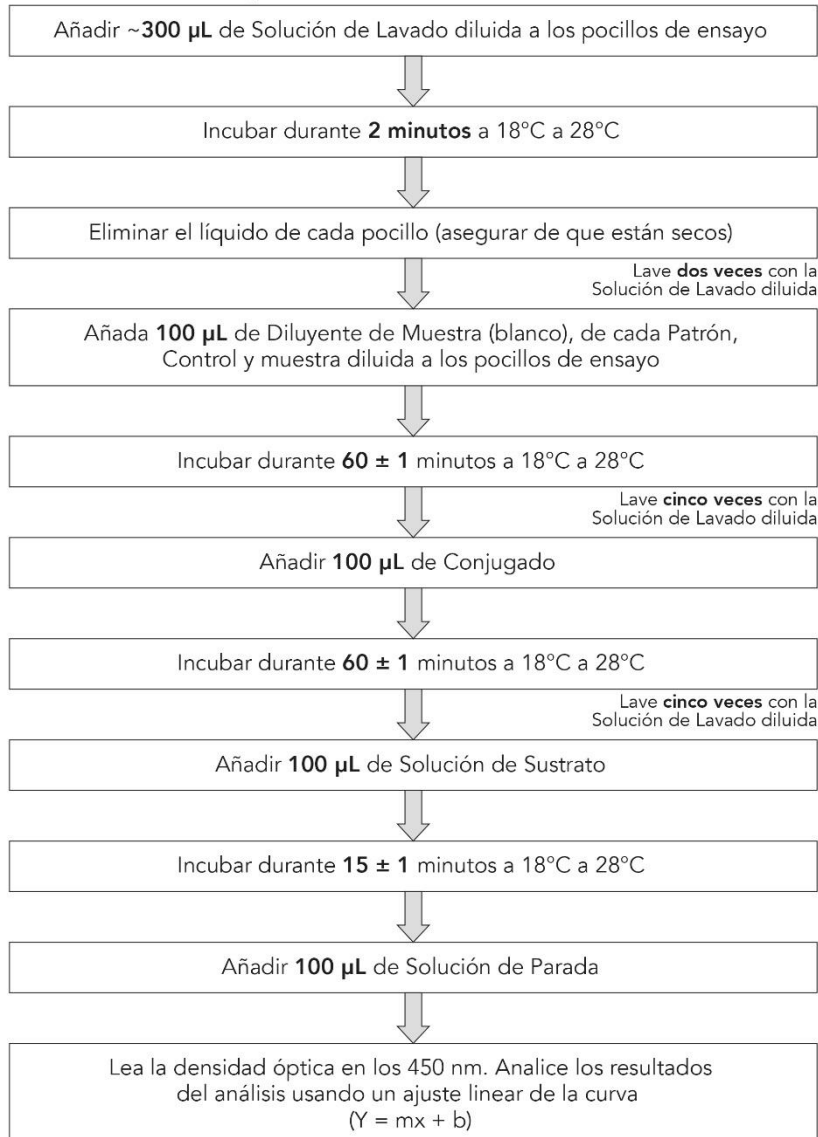 Añadir ~300 µL de Solución de Lavado diluida a los pocillos de ensayo
Incubar durante 2 minutos a 18°C a 28°C
Eliminar el líquido de cada pocillo (asegurar de que están secos)
Lave dos veces con la
Solución de Lavado diluida
Añada 100 µL de Diluyente de Muestra (blanco), de cada Patrón,
Control y muestra diluida a los pocillos de ensayo
Incubar durante 60 ± 1 minutos a 18°C a 28°C
Lave cinco veces con la
Solución de Lavado diluida
Añadir 100 µL de Conjugado
Incubar durante 60 ± 1 minutos a 18°C a 28°C
Lave cinco veces con la
Solución de Lavado diluida
Añadir 100 µL de Solución de Sustrato
Incubar durante 15 ± 1 minutos a 18°C a 28°C
Añadir 100 µL de Solución de Parada
Lea la densidad óptica en los 450 nm. Analice los resultados
del análisis usando un ajuste linear de la curva
(Y = mx + b)